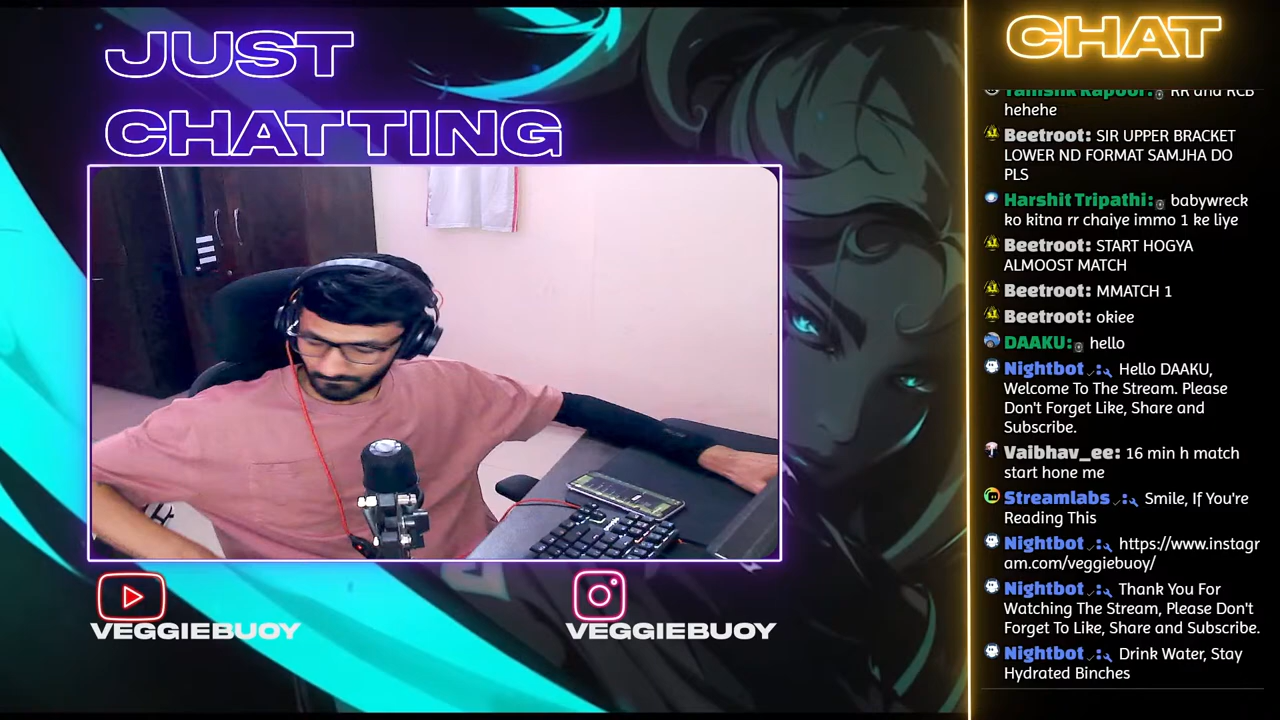 JUST
CHATTING
VEGGIEBUOY
VEGGIEBUOY
CHAT
Tanishk Kapoor: RR and RCB
hehehe
Beetroot: SIR UPPER BRACKET
LOWER ND FORMAT SAMJHA DO
PLS
Harshit Tripathi: babywreck
ko kitna rr chaiye immo 1 ke liye
Beetroot: START HOGYA
ALMOOST MATCH
Beetroot: MMATCH 1
Beetroot: okiee
DAAKU: hello
Nightbot : Hello DAAKU,
Welcome To The Stream. Please
Don't Forget Like, Share and
Subscribe.
Vaibhav_ee: 16 min h match
start hone me
Streamlabs : Smile, If You're
Reading This
Nightbot : https://www.instagr
am.com/veggiebuoy/
Nightbot : Thank You For
Watching The Stream, Please Don't
Forget To Like, Share and Subscribe.
Nightbot : Drink Water, Stay
Hydrated Binches